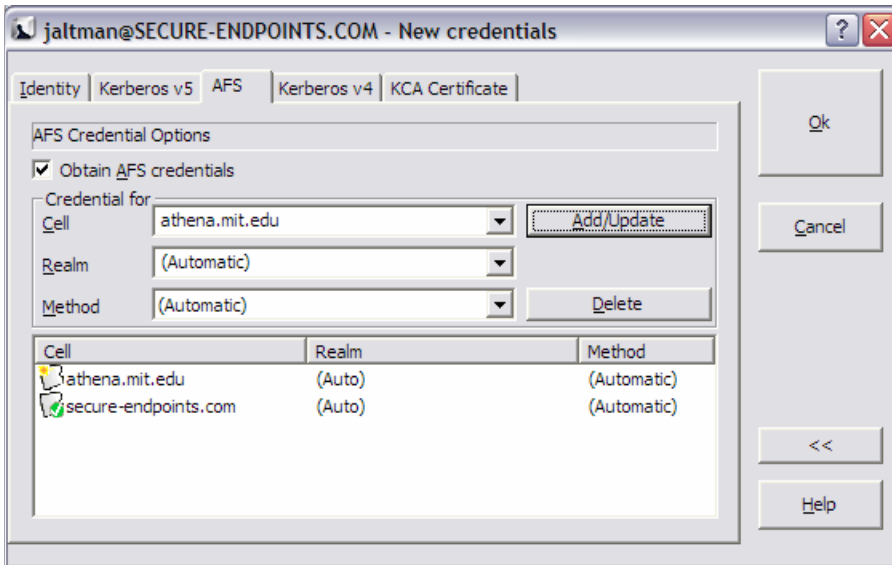 jaltman@SECURE-ENDPOINTS.COM - New credentials
Identity Kerberos v5 AFS Kerberos v4 KCA Certificate
AFS Credential Options
Obtain AFS credentials
Credential for
Cell athena.mit.edu Add/Update
Realm (Automatic)
Method (Automatic) Delete
Cell Realm Method
athena.mit.edu (Auto) (Automatic)
secure-endpoints.com (Auto) (Automatic)
Ok
Cancel
<<
Help